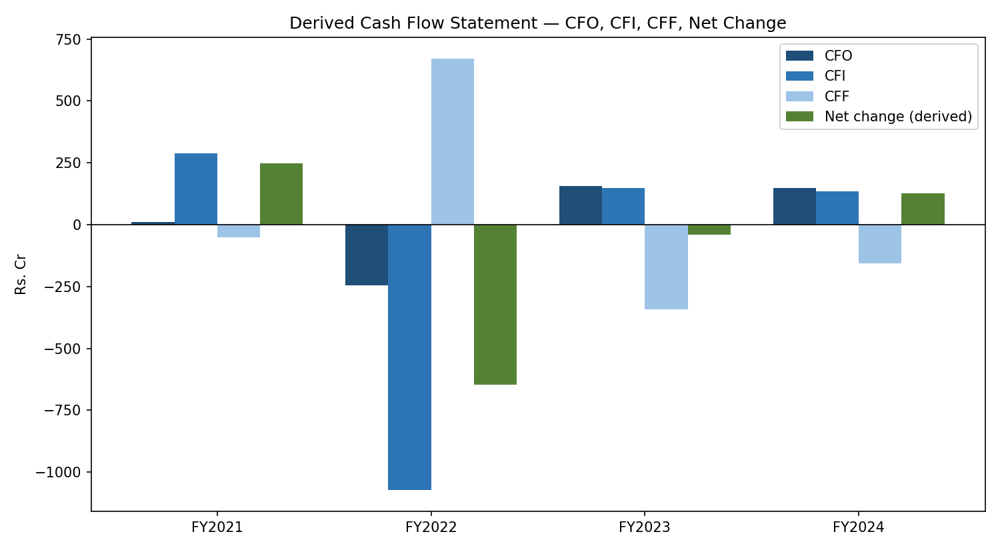 Derived Cash Flow Statement — CFO, CFI, CFF, Net Change
CFO
CFI
CFF
Net change (derived)
Rs. Cr
750
500
250
0
−250
−500
−750
−1000
FY2021
FY2022
FY2023
FY2024